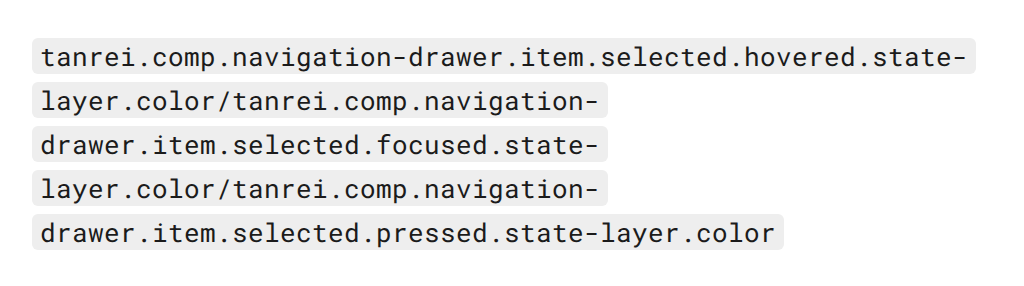 tanrei.comp.navigation-drawer.item.selected.hovered.state-
layer.color/tanrei.comp.navigation-
drawer.item.selected.focused.state-
layer.color/tanrei.comp.navigation-
drawer.item.selected.pressed.state-layer.color